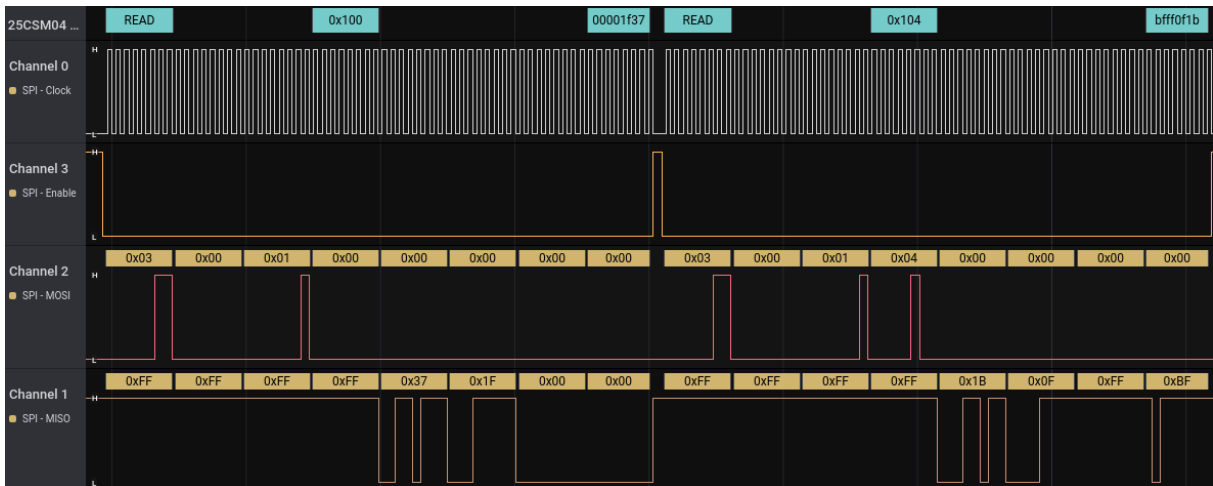 25CSM04 ... READ 0x100 00001f37 READ 0x104 bfff0f1b
Channel 0
H
SPI - Clock
L
Channel 3
H
SPI - Enable
L
0x03 0x00 0x01 0x00 0x00 0x00 0x00 0x00 0x03 0x00 0x01 0x04 0x00 0x00 0x00 0x00
Channel 2
H
SPI - MOSI
L
0xFF 0xFF 0xFF 0xFF 0x37 0x1F 0x00 0x00 0xFF 0xFF 0xFF 0xFF 0x1B 0x0F 0xFF 0xBF
Channel 1
H
SPI - MISO
L